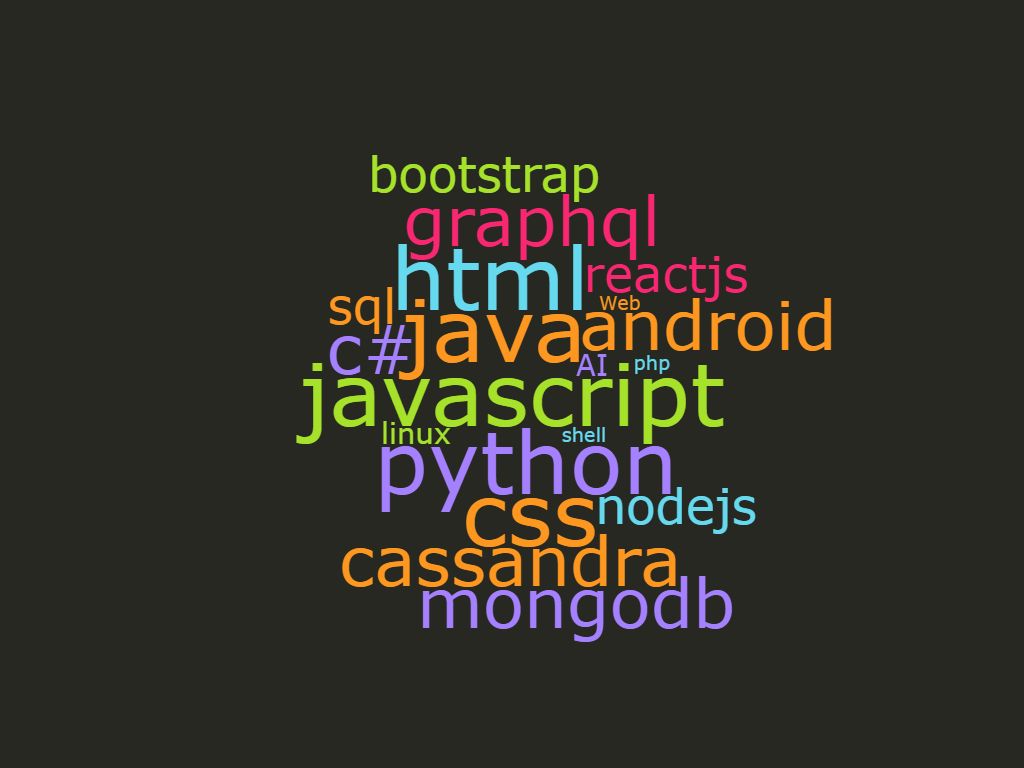 bootstrap
graphql
html
reactjs
sql
Web
java
android
c#
AI
php
javascript
linux
shell
python
css
nodejs
cassandra
mongodb